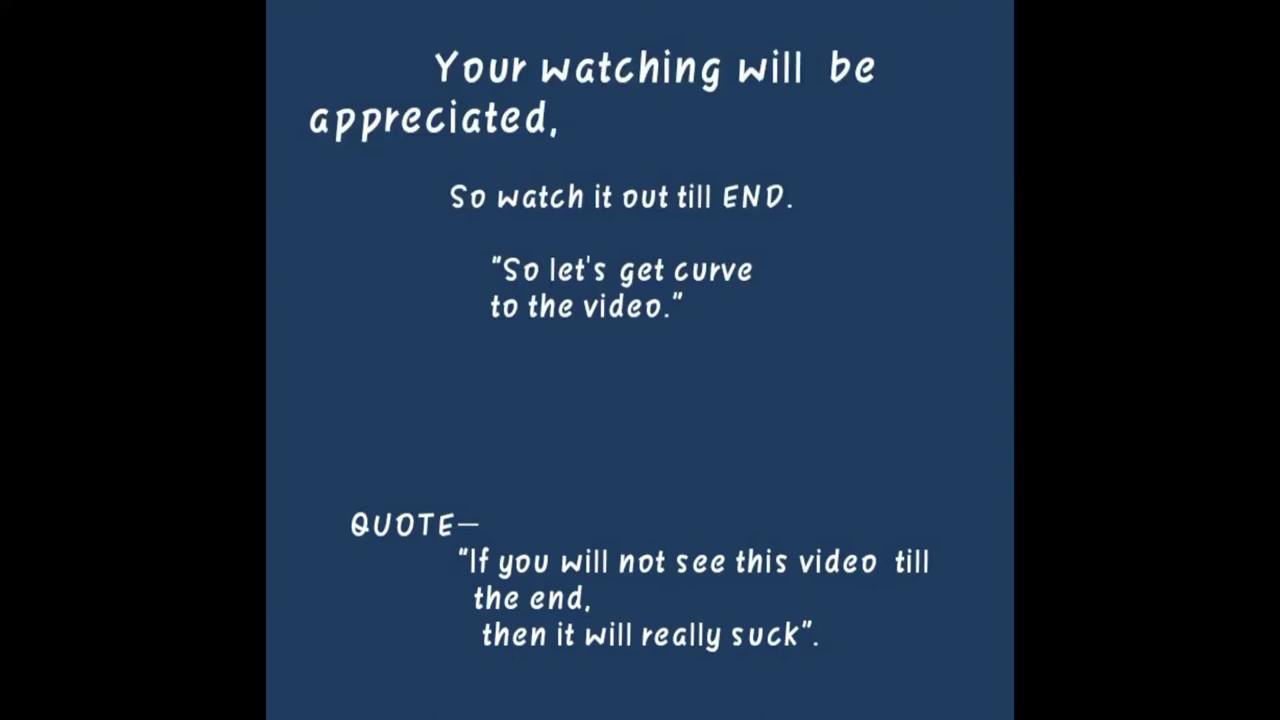 Your watching will be
appreciated,
So watch it out till END.
"So let's get curve
to the video."
QUOTE—
"If you will not see this video till
the end,
then it will really suck".